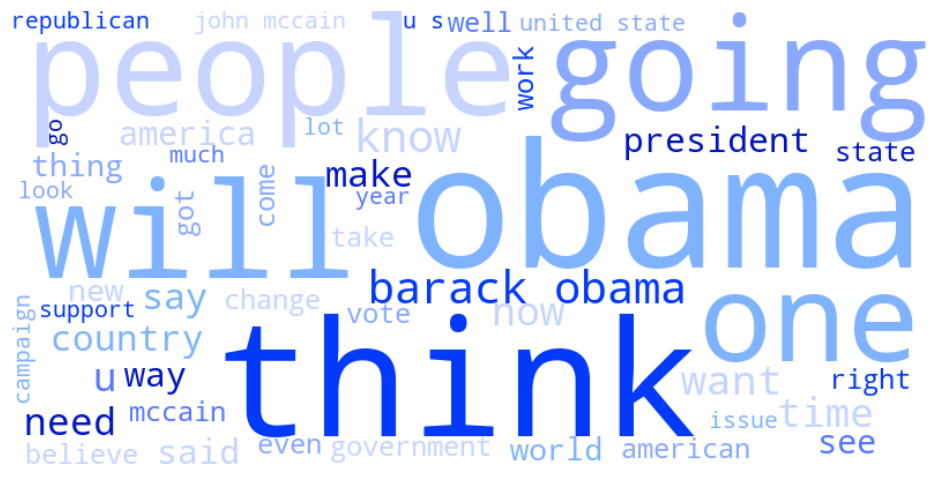 republican
john mccain
u s
well
united state
people
work
going
go
america
lot
know
president
state
thing
much
make
look
got
come
year
will
obama
take
barack obama
new
say
change
vote
now
one
campaign
support
country
think
u
way
want
right
need
mccain
issue
time
believe
said
even
government
world
american
see